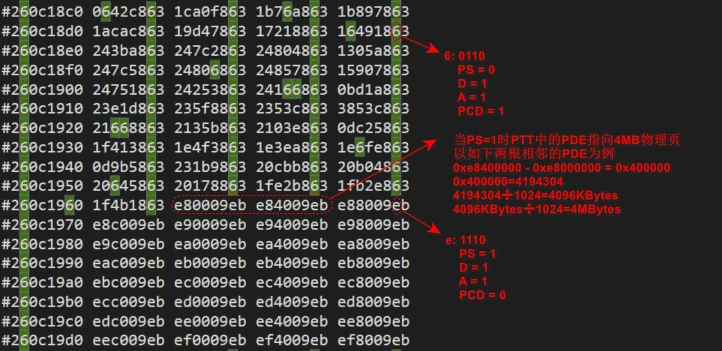 #260c18c0 0642c863 1ca0f863 1b76a863 1b897863
#260c18d0 1acac863 19d47863 17218863 16491863
#260c18e0 243ba863 247c2863 24804863 1305a863
#260c18f0 247c5863 24806863 24857863 15907863
#260c1900 24751863 24253863 24166863 0bd1a863
#260c1910 23e1d863 235f8863 2353c863 3853c863
#260c1920 21668863 2135b863 2103e863 0dc25863
#260c1930 1f413863 1e4f3863 1e3ea863 1e6fe863
#260c1940 0d9b5863 231b9863 20cbb863 20b04863
#260c1950 20645863 20178863 1fe2b863 1fb2e863
#260c1960 1f4b1863 e80009eb e84009eb e88009eb
#260c1970 e8c009eb e90009eb e94009eb e98009eb
#260c1980 e9c009eb ea0009eb ea4009eb ea8009eb
#260c1990 eac009eb eb0009eb eb4009eb eb8009eb
#260c19a0 ebc009eb ec0009eb ec4009eb ec8009eb
#260c19b0 ecc009eb ed0009eb ed4009eb ed8009eb
#260c19c0 edc009eb ee0009eb ee4009eb ee8009eb
#260c19d0 eec009eb ef0009eb ef4009eb ef8009eb
6: 0110
PS = 0
D = 1
A = 1
PCD = 1
当PS=1时PTT中的PDE指向4MB物理页
以如下两根相邻的PDE为例
0xe8400000 - 0xe8000000 = 0x400000
0x400000=4194304
4194304÷1024=4096KBytes
4096KBytes÷1024=4MBytes
e: 1110
PS = 1
D = 1
A = 1
PCD = 0